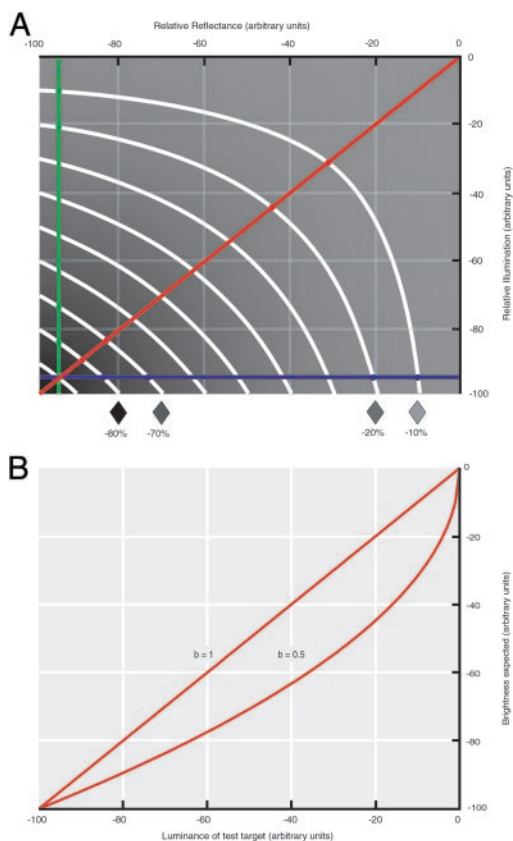 A
Relative Reflectance (arbitrary units)
-100 -80 -60 -40 -20 0
0
-20
-40
-60
-80
-100
Relative Illumination (arbitrary units)
-80% -70% -20% -10%
B
0
-20
-40
b = 1 b = 0.5
-60
-80
-100
Brightness expected (arbitrary units)
-100 -80 -60 -40 -20 0
Luminance of test target (arbitrary units)